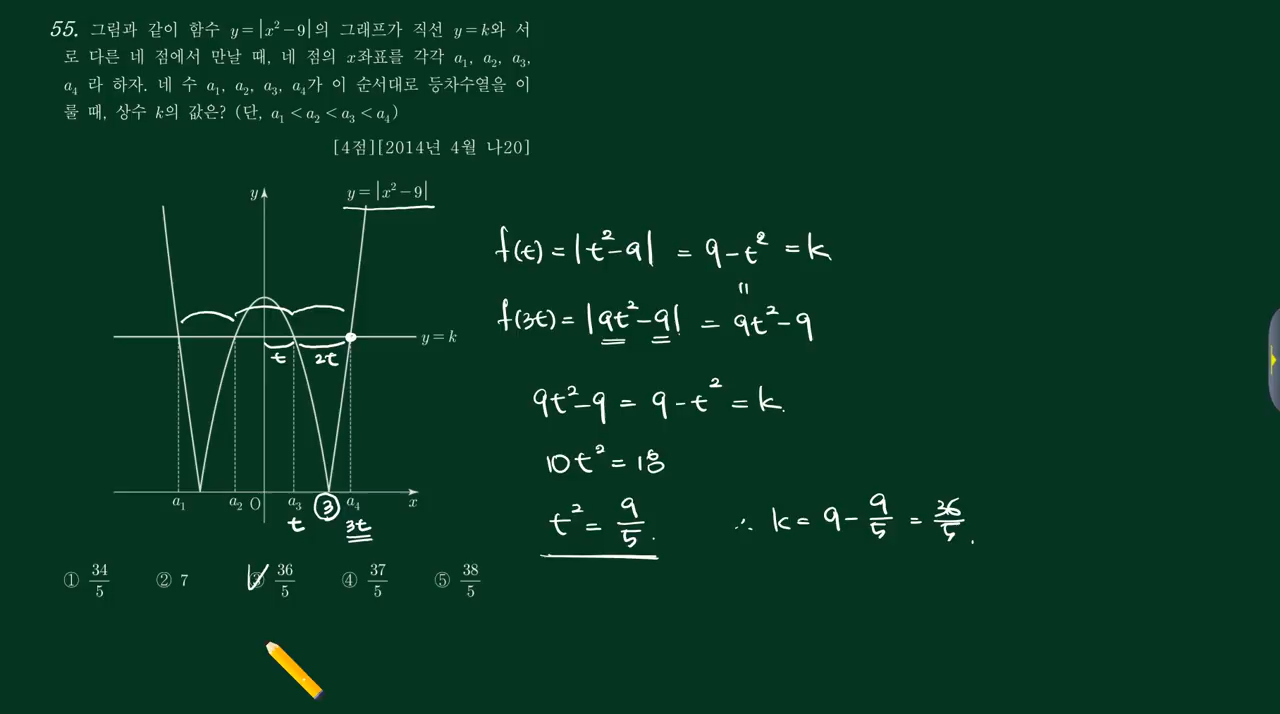 55. 그림과 같이 함수 y=|x²-9|의 그래프가 직선 y=k와 서
로 다른 네 점에서 만날 때, 네 점의 x좌표를 각각 a₁, a₂, a₃,
a₄ 라 하자. 네 수 a₁, a₂, a₃, a₄가 이 순서대로 등차수열을 이
룰 때, 상수 k의 값은? (단, a₁<a₂<a₃<a₄)
[4점][2014년 4월 나20]
y
y=|x²-9|
y=k
t 2t
a₁ a₂ O a₃ 3 a₄ x
t 3t
f(t)=|t²-9| = 9-t² = k
"
f(3t)=|9t²-9| = 9t²-9
9t²-9 = 9-t² = k.
10t² = 18
t² = 9/5.
∴ k = 9 - 9/5 = 36/5.
① 34/5 ② 7 ③ 36/5 ④ 37/5 ⑤ 38/5